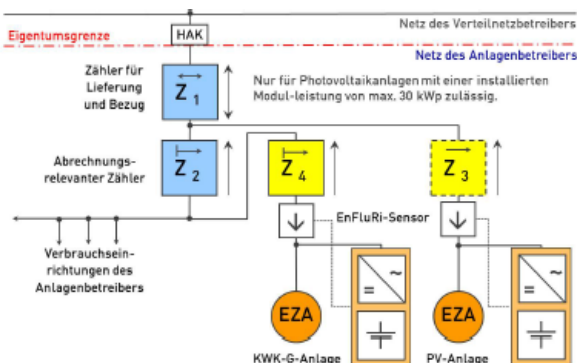 Netz des Verteilnetzbetreibers
Eigentumsgrenze
HAK
Netz des Anlagenbetreibers
Zähler für
Lieferung
und Bezug
Z 1
Nur für Photovoltaikanlagen mit einer installierten
Modul-leistung von max. 30 kWp zulässig.
Abrechnungs-
relevanter Zähler
Z 2
Z 4
Z 3
EnFluRi-Sensor
Verbrauchsein-
richtungen des
Anlagenbetreibers
~
=
~
=
EZA
EZA
KWK-G-Anlage
PV-Anlage